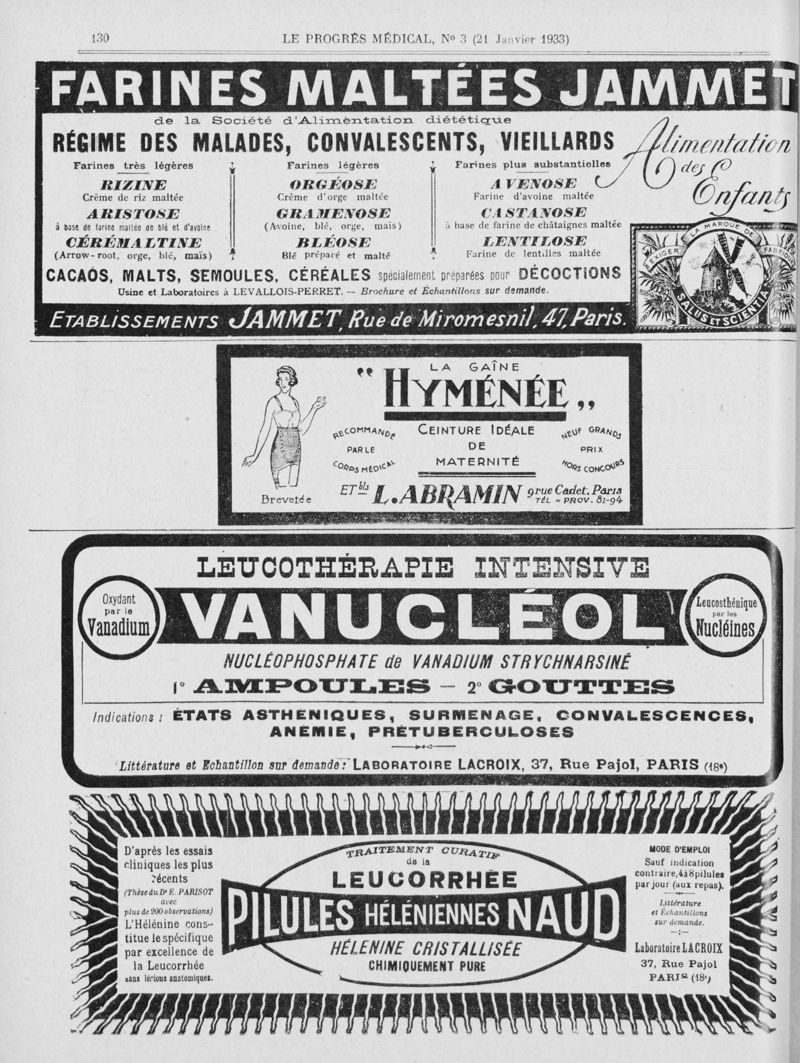 130
LE PROGRÈS MÉDICAL, No 3 (21 Janvier 1933)
FARINES MALTÉES JAMMET
de la Société d'Alimentation diététique
RÉGIME DES MALADES, CONVALESCENTS, VIEILLARDS
Alimentation
des
Enfants
Farines très légères
RIZINE
Crème de riz maltée
ARISTOSE
à base de farine maltée de blé et d'avoine
CÉRÉMALTINE
(Arrow-root, orge, blé, maïs)
Farines légères
ORGÉOSE
Crème d'orge maltée
GRAMENOSE
(Avoine, blé, orge, maïs)
BLÉOSE
Blé préparé et malté
Farines plus substantielles
AVENOSE
Farine d'avoine maltée
CASTANOSE
à base de farine de châtaignes maltée
LENTILOSE
Farine de lentilles maltée
CACAOS, MALTS, SEMOULES, CÉRÉALES spécialement préparées pour DÉCOCTIONS
Usine et Laboratoires à LEVALLOIS-PERRET. — Brochure et Échantillons sur demande.
ETABLISSEMENTS JAMMET, Rue de Miromesnil, 47, Paris.
EXIGER LA MARQUE DE FABRIQUE
SALUS ET SCIENTIA
LA GAÎNE
"HYMÉNÉE"
RECOMMANDÉ
PAR LE
CORPS MÉDICAL
CEINTURE IDÉALE
DE
MATERNITÉ
NEUF GRANDS
PRIX
HORS CONCOURS
Brevetée
ETbls L. ABRAMIN 9 rue Cadet. Paris
TÉL = PROV. 81-94
LEUCOTHÉRAPIE INTENSIVE
Oxydant
par le
Vanadium
VANUCLÉOL
Leucosthénique
par les
Nucléines
NUCLÉOPHOSPHATE de VANADIUM STRYCHNARSINÉ
1° AMPOULES — 2° GOUTTES
Indications : ÉTATS ASTHÉNIQUES, SURMENAGE, CONVALESCENCES,
ANÉMIE, PRÉTUBERCULOSES
Littérature et Echantillon sur demande : LABORATOIRE LACROIX, 37, Rue Pajol, PARIS (18e)
D'après les essais
cliniques les plus
récents
(Thèse du Dr E. PARISOT
avec
plus de 200 observations)
L'Hélénine cons-
titue le spécifique
par excellence de
la Leucorrhée
sans lésions anatomiques.
TRAITEMENT CURATIF
de la
LEUCORRHÉE
PILULES HÉLÉNIENNES NAUD
HÉLÉNINE CRISTALLISÉE
CHIMIQUEMENT PURE
MODE D'EMPLOI
Sauf indication
contraire, 4 à 8 pilules
par jour (aux repas).
Littérature
et Échantillons
sur demande.
Laboratoire LACROIX
37, Rue Pajol
PARIS (18e)